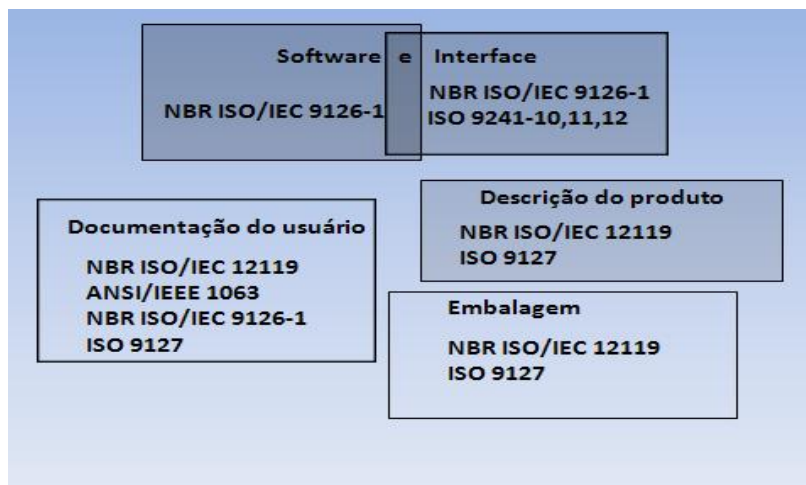 Software e Interface
NBR ISO/IEC 9126-1
NBR ISO/IEC 9126-1
ISO 9241-10,11,12
Documentação do usuário
NBR ISO/IEC 12119
ANSI/IEEE 1063
NBR ISO/IEC 9126-1
ISO 9127
Descrição do produto
NBR ISO/IEC 12119
ISO 9127
Embalagem
NBR ISO/IEC 12119
ISO 9127